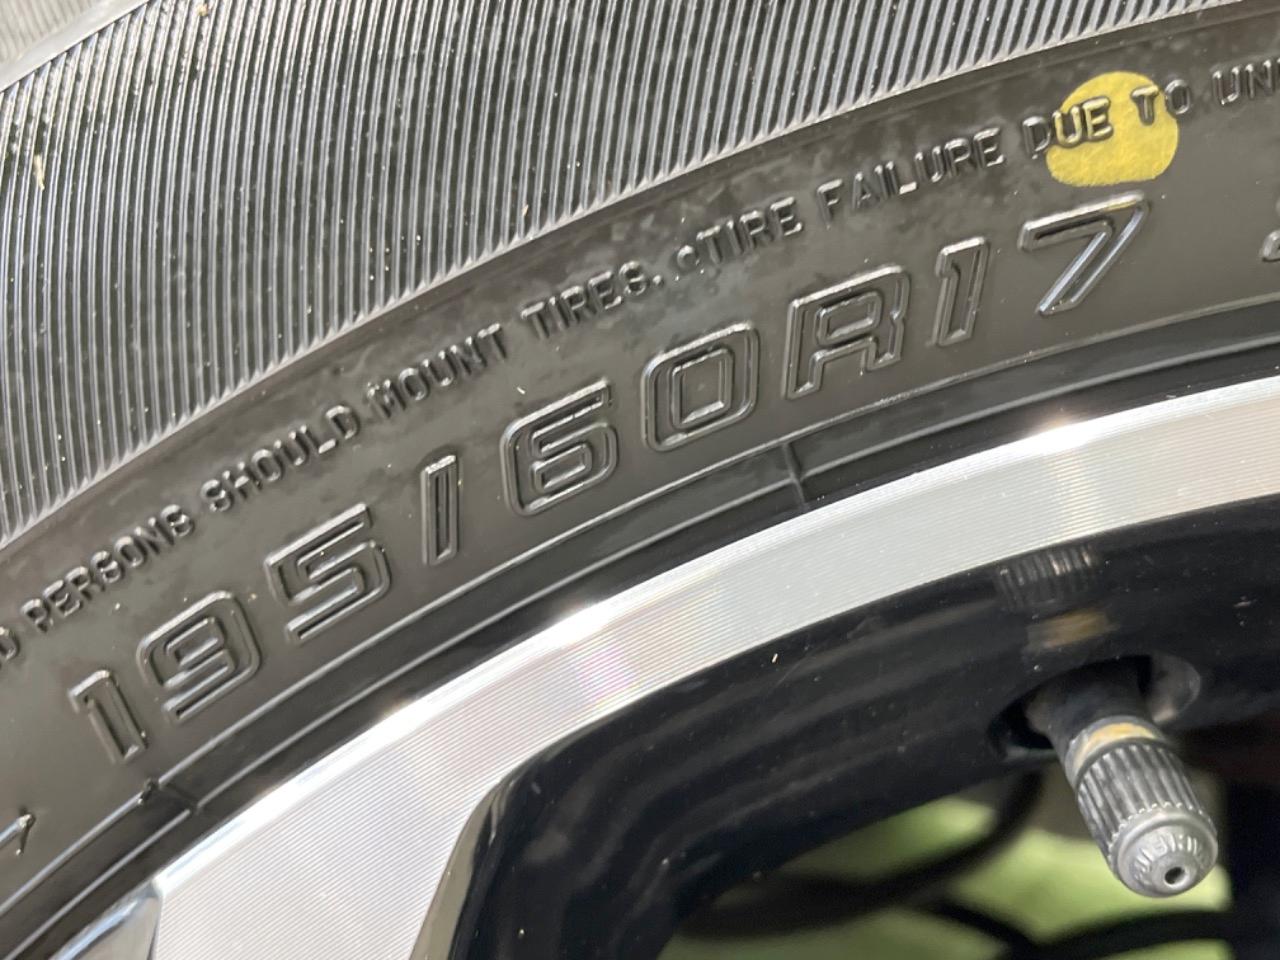 PERSONS SHOULD MOUNT TIRES. •TIRE FAILURE DUE TO
195/60R17